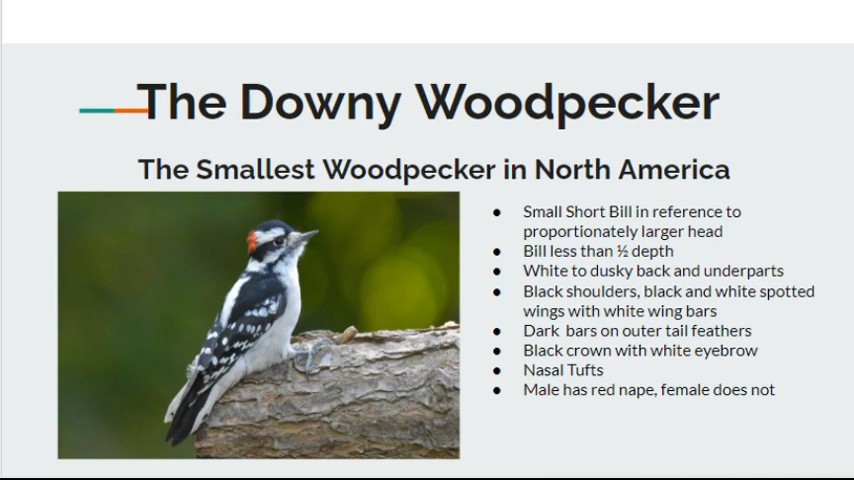 The Downy Woodpecker
The Smallest Woodpecker in North America
● Small Short Bill in reference to
proportionately larger head
● Bill less than ½ depth
● White to dusky back and underparts
● Black shoulders, black and white spotted
wings with white wing bars
● Dark bars on outer tail feathers
● Black crown with white eyebrow
● Nasal Tufts
● Male has red nape, female does not